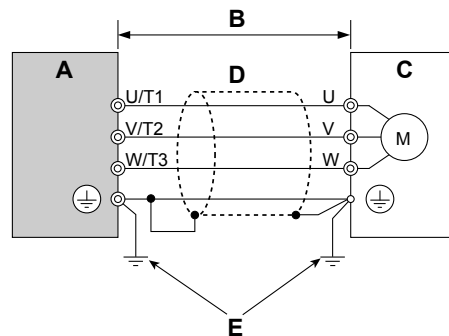 B
A D C
U/T1 U
V/T2 V
M
W/T3 W
E